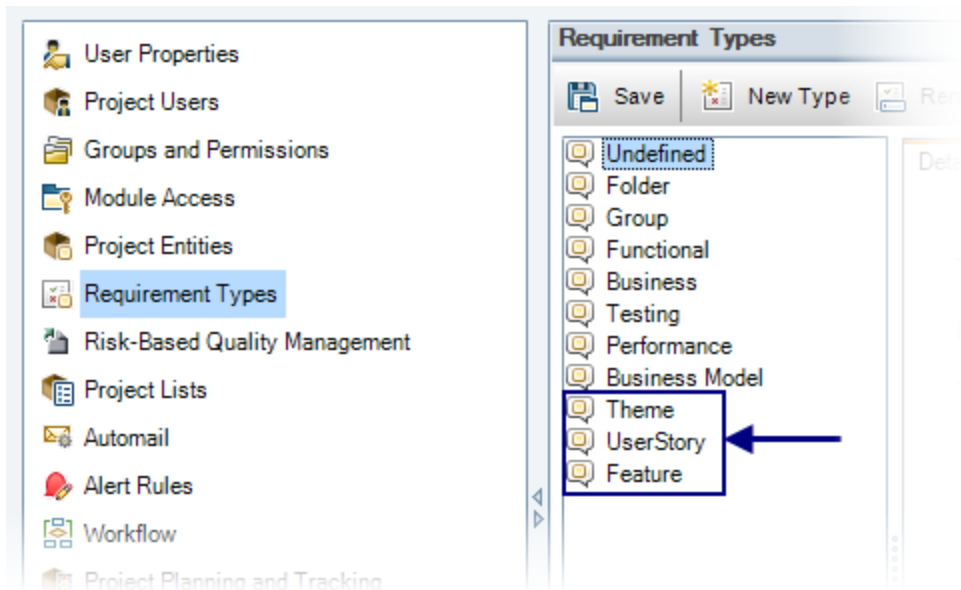 User Properties
Project Users
Groups and Permissions
Module Access
Project Entities
Requirement Types
Risk-Based Quality Management
Project Lists
Automail
Alert Rules
Workflow
Project Planning and Tracking
Requirement Types
Save New Type
Undefined
Folder
Group
Functional
Business
Testing
Performance
Business Model
Theme
UserStory
Feature